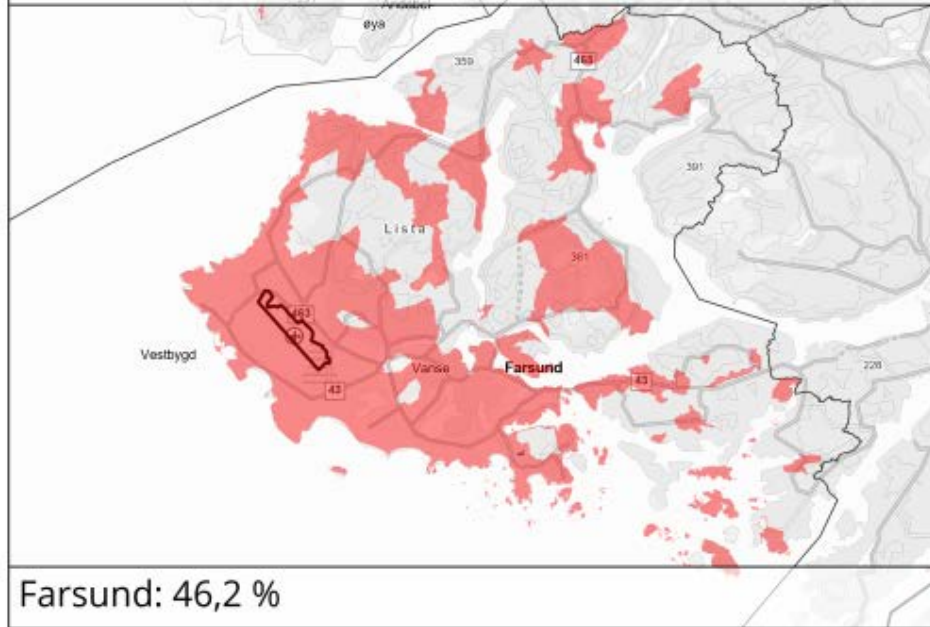 øya
359
463
391
Lista
381
463
Vestbygd
Vanse
Farsund
228
43
43
Farsund: 46,2 %